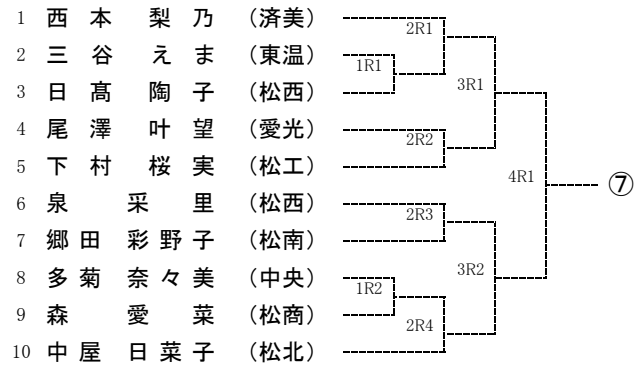 1 西本 梨乃 （済美）
2R1
2 三谷 えま （東温）
1R1
3 日髙 陶子 （松西）
3R1
4 尾澤 叶望 （愛光）
2R2
5 下村 桜実 （松工）
4R1
⑦
6 泉 采里 （松西）
2R3
7 郷田 彩野子 （松南）
3R2
8 多菊 奈々美 （中央）
1R2
9 森 愛菜 （松商）
2R4
10 中屋 日菜子 （松北）